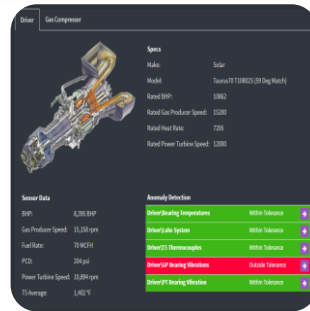 Driver Gas Compressor
Specs
Make: Solar
Model: Taurus70 T10802S (59 Deg Match)
Rated BHP: 10862
Rated Gas Producer Speed: 15200
Rated Heat Rate: 7205
Rated Power Turbine Speed: 12000
Sensor Data
BHP: 8,395 BHP
Gas Producer Speed: 15,150 rpm
Fuel Rate: 70 MCFH
PCD: 204 psi
Power Turbine Speed: 10,894 rpm
T5 Average: 1,402 °F
Anomaly Detection
Driver\Bearing Temperatures Within Tolerance
Driver\Lube System Within Tolerance
Driver\T5 Thermocouples Within Tolerance
Driver\GP Bearing Vibrations Outside Tolerance
Driver\PT Bearing Vibration Within Tolerance